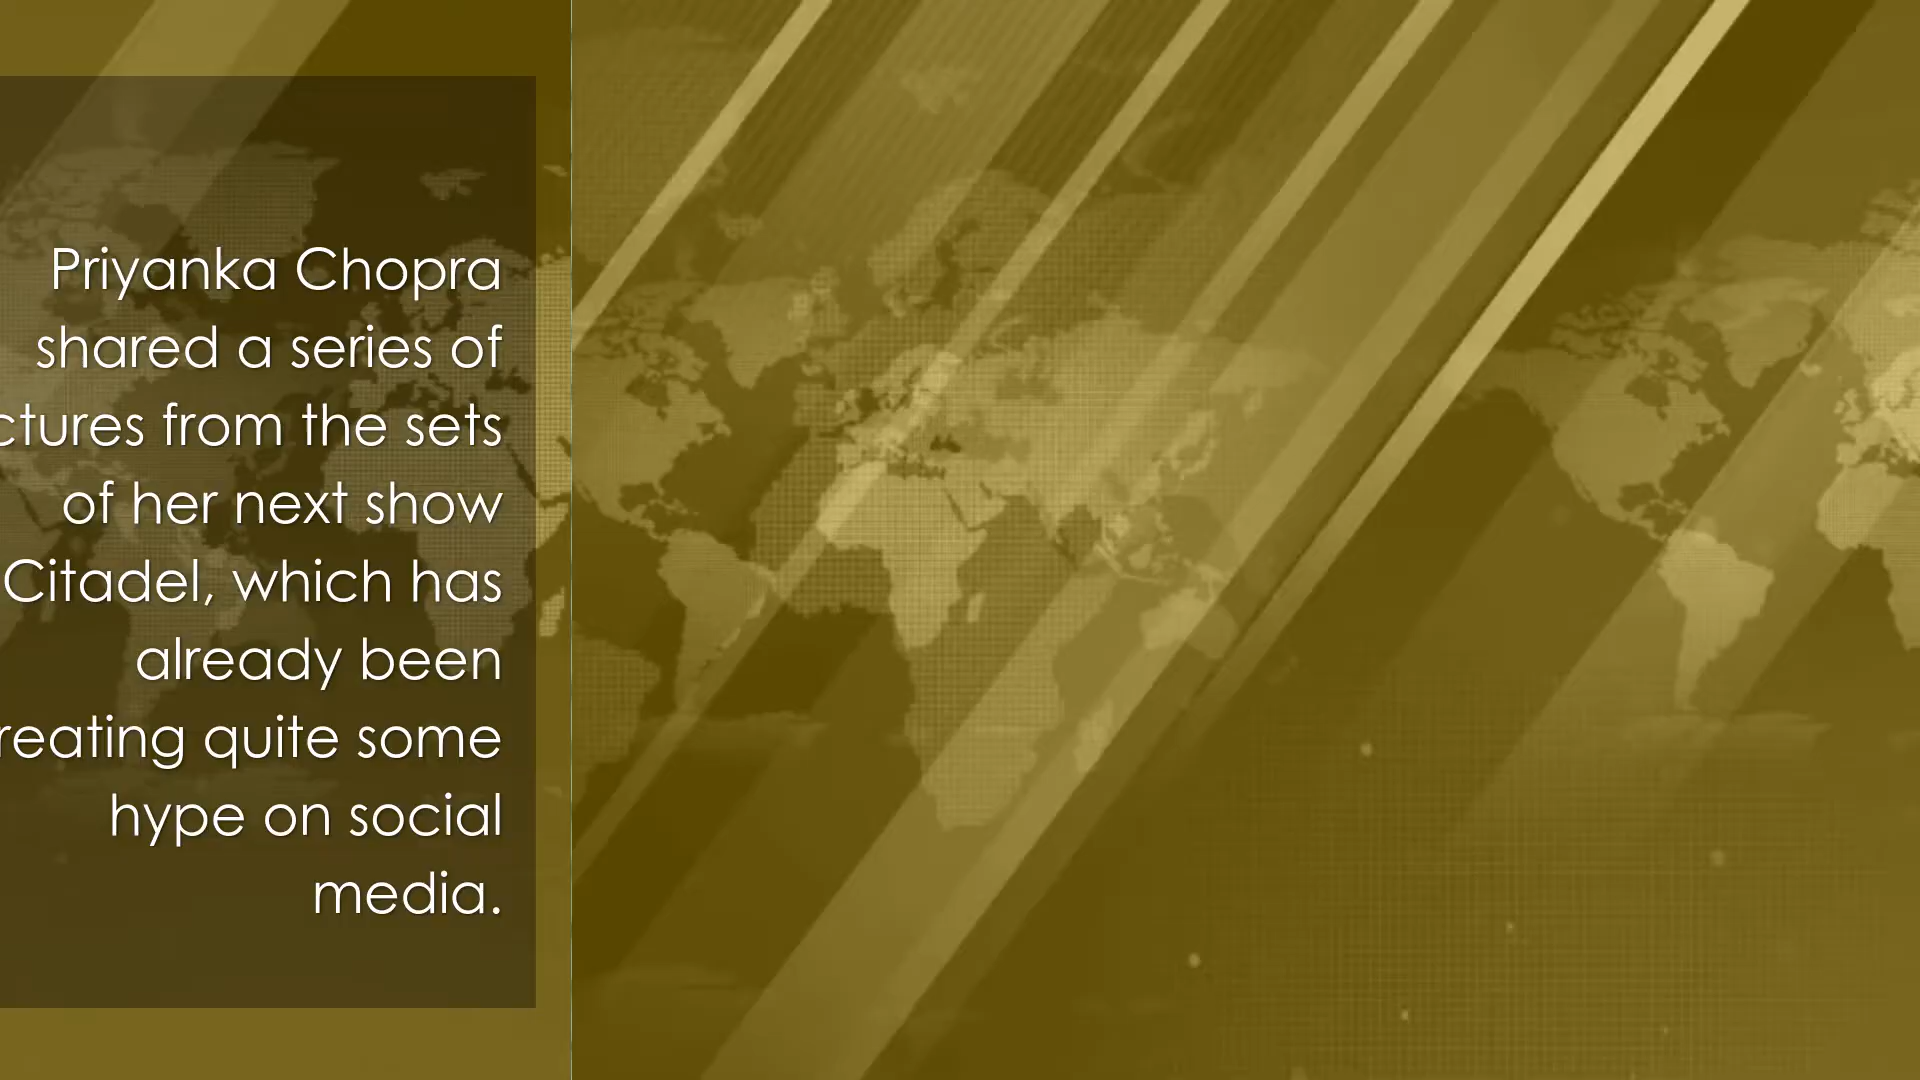 Priyanka Chopra
shared a series of
ctures from the sets
of her next show
Citadel, which has
already been
reating quite some
hype on social
media.